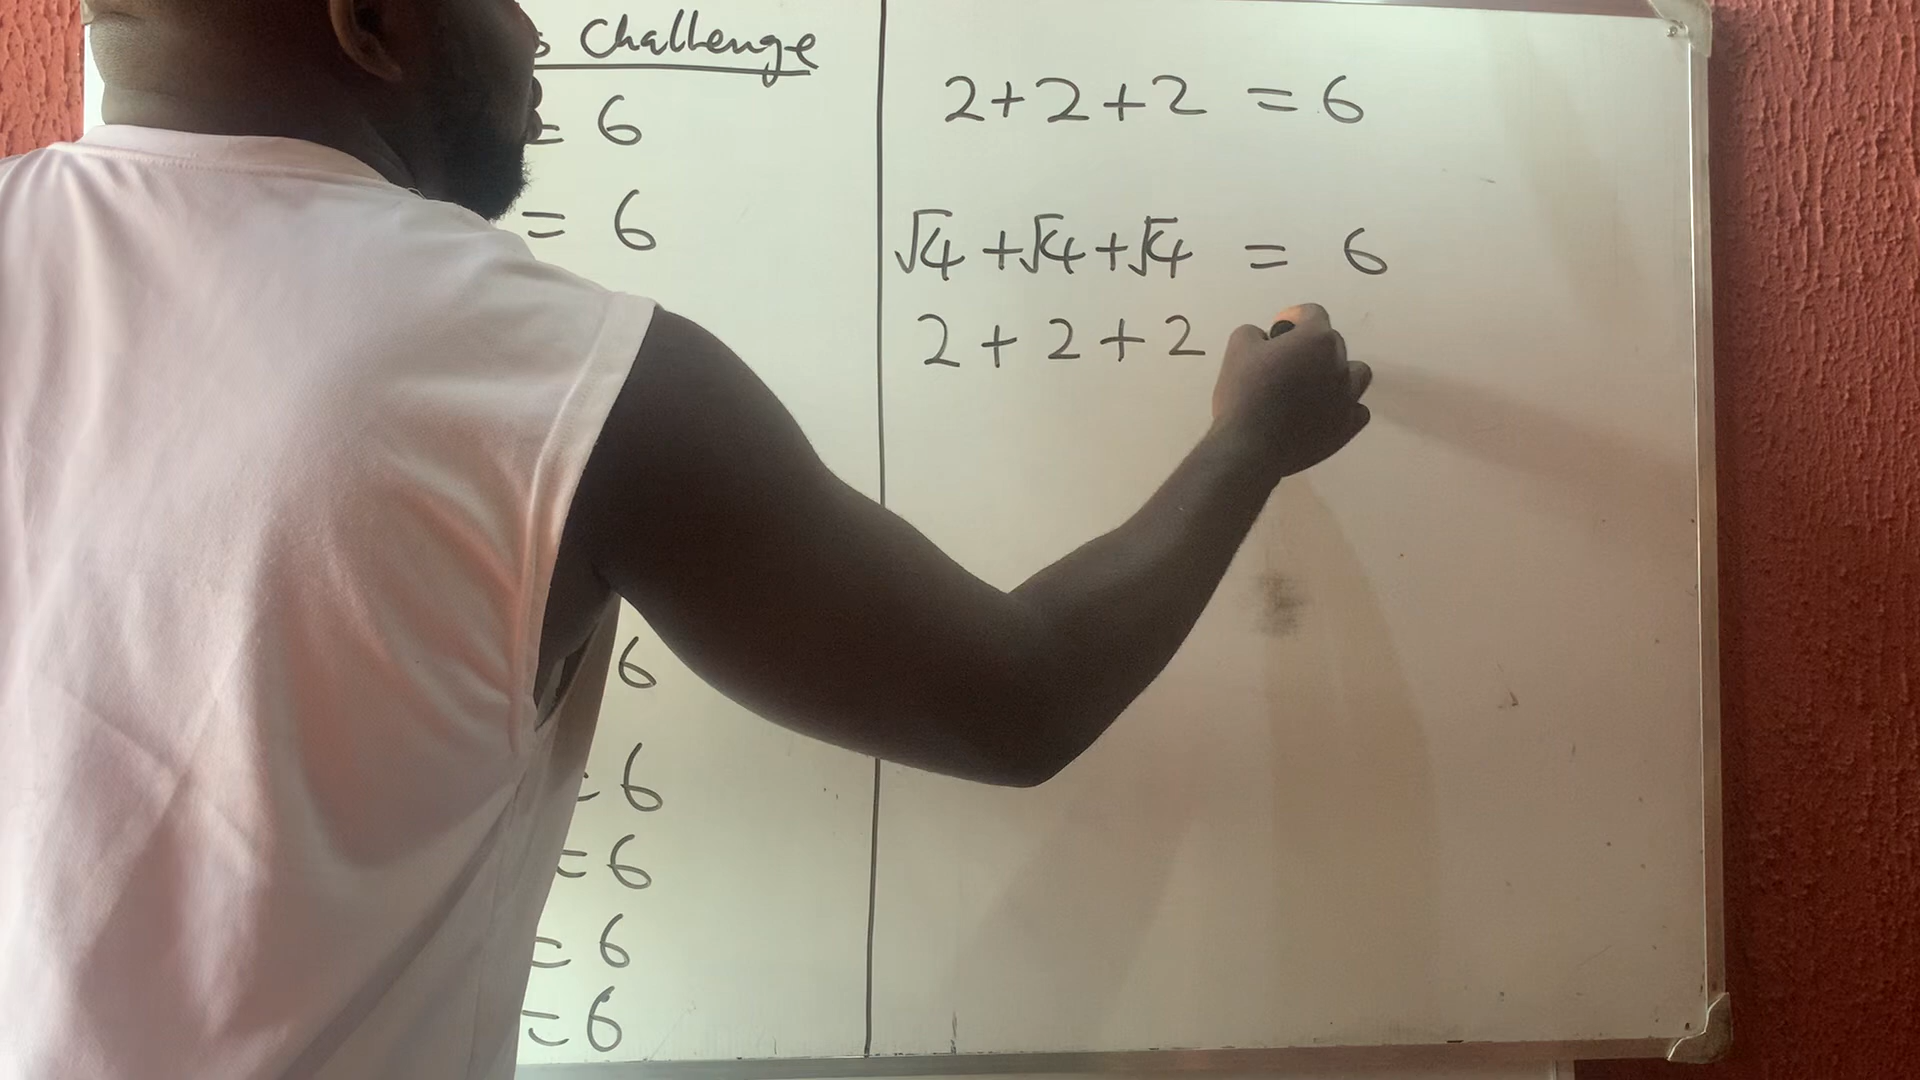 Challenge
= 6
= 6
6
= 6
= 6
= 6
= 6
2+2+2 = 6
√4 +√4+√4 = 6
2 + 2 + 2